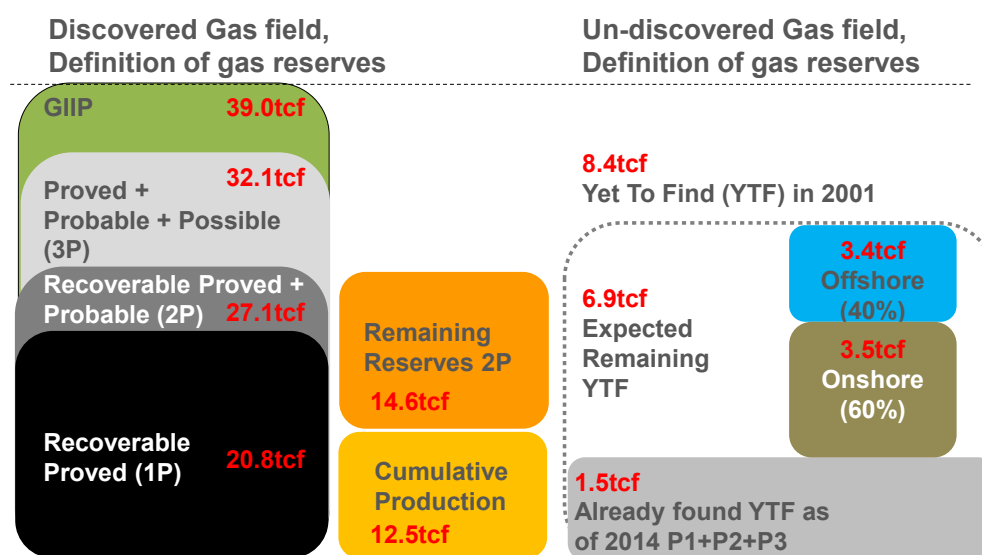 Discovered Gas field,
Definition of gas reserves
GIIP 39.0tcf
32.1tcf
Proved +
Probable + Possible
(3P)
Recoverable Proved +
Probable (2P) 27.1tcf
Recoverable
Proved (1P) 20.8tcf
Remaining
Reserves 2P
14.6tcf
Cumulative
Production
12.5tcf
Un-discovered Gas field,
Definition of gas reserves
8.4tcf
Yet To Find (YTF) in 2001
6.9tcf
Expected
Remaining
YTF
3.4tcf
Offshore
(40%)
3.5tcf
Onshore
(60%)
1.5tcf
Already found YTF as
of 2014 P1+P2+P3